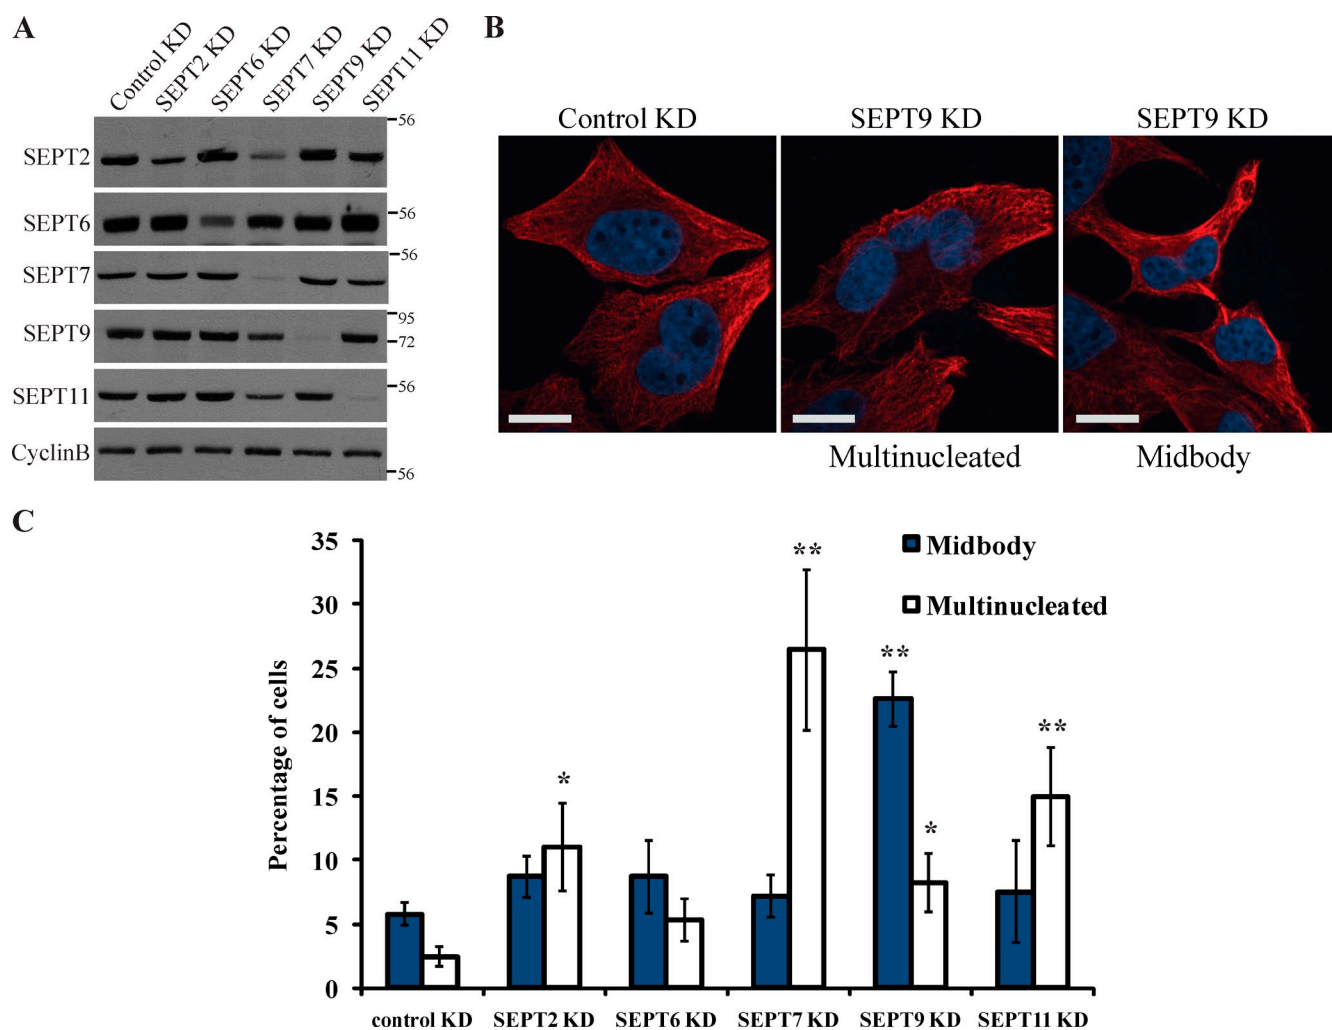 A
Control KD
SEPT2 KD
SEPT6 KD
SEPT7 KD
SEPT9 KD
SEPT11 KD
SEPT2
56
SEPT6
56
SEPT7
56
SEPT9
95
72
SEPT11
56
CyclinB
56
B
Control KD
SEPT9 KD
SEPT9 KD
Multinucleated
Midbody
C
Percentage of cells
35
30
25
20
15
10
5
0
**
*
**
*
**
Midbody
Multinucleated
control KD
SEPT2 KD
SEPT6 KD
SEPT7 KD
SEPT9 KD
SEPT11 KD